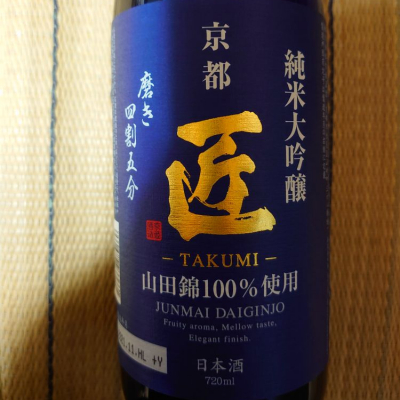 京都
純米大吟醸
磨き
四割五分
匠
TAKUMI
山田錦100%使用
JUNMAI DAIGINJO
Fruity aroma, Mellow taste,
Elegant finish.
日本酒
720ml